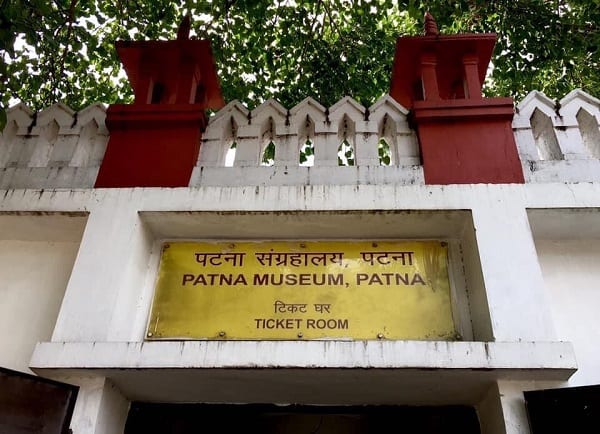 पटना संग्रहालय, पटना
PATNA MUSEUM, PATNA
टिकट घर
TICKET ROOM